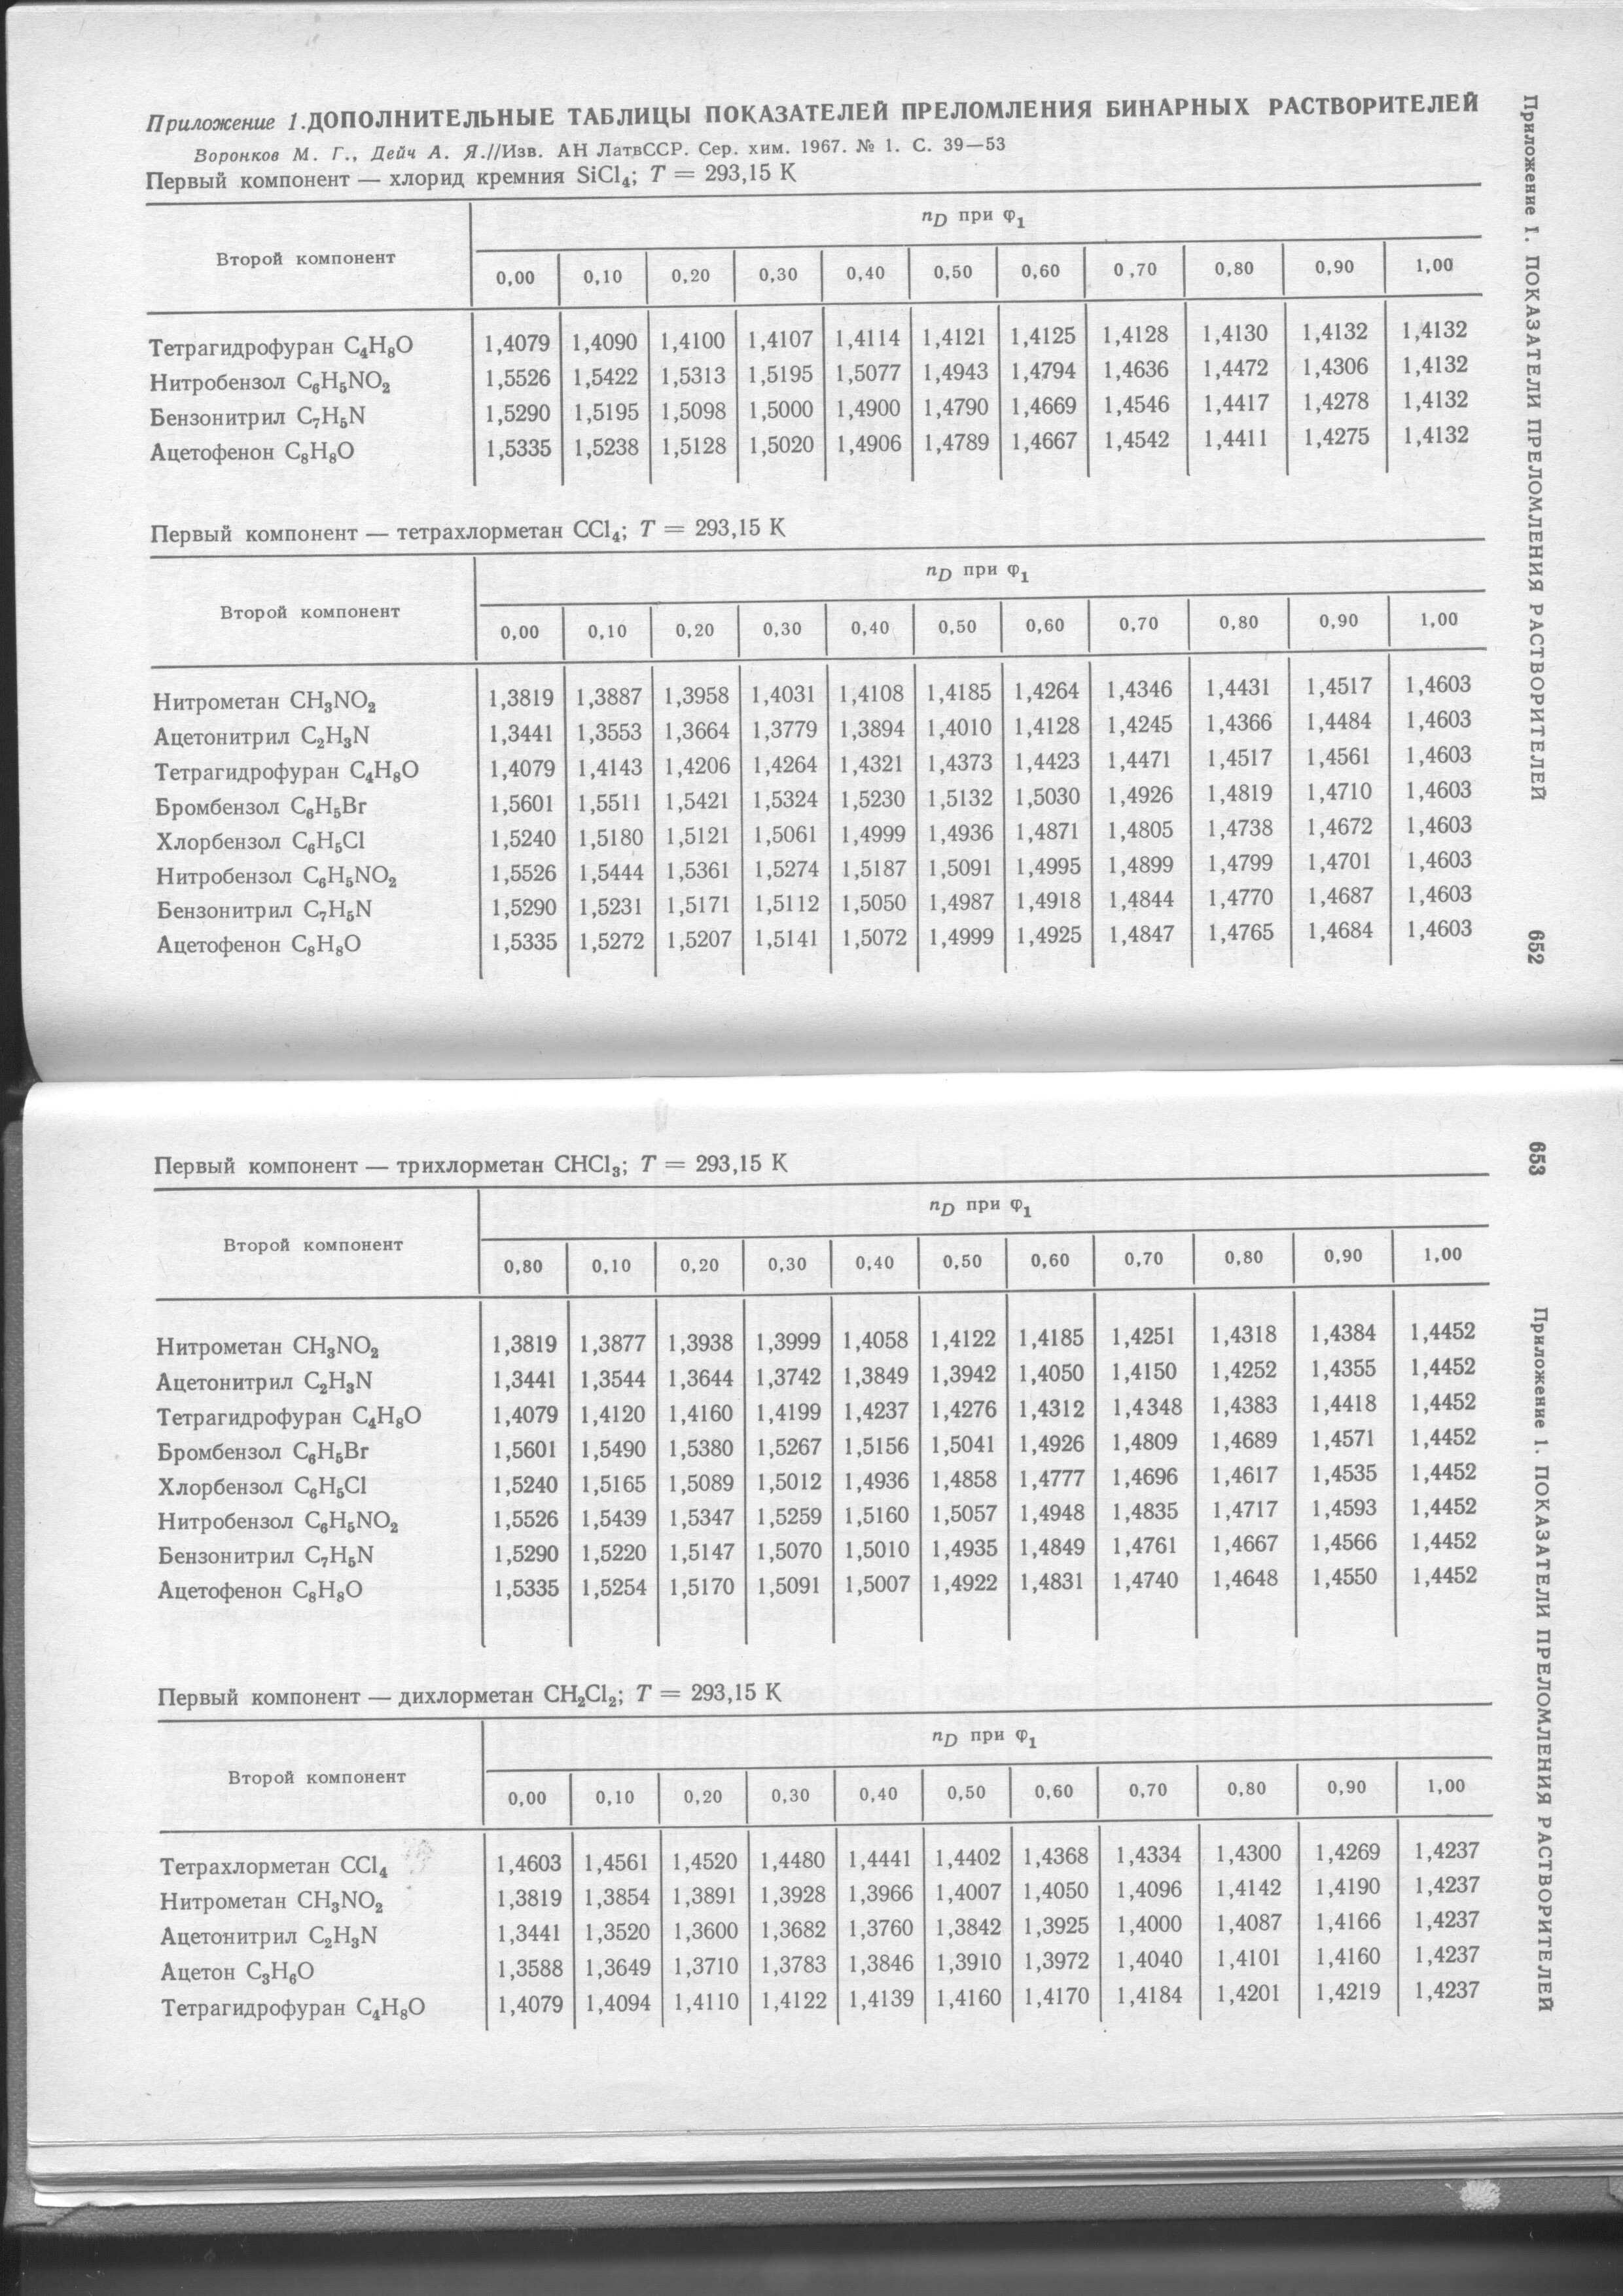 Приложение 1. ДОПОЛНИТЕЛЬНЫЕ ТАБЛИЦЫ ПОКАЗАТЕЛЕЙ ПРЕЛОМЛЕНИЯ БИНАРНЫХ РАСТВОРИТЕЛЕЙ
Воронков М. Г., Дейч А. Я.//Изв. АН ЛатвССР. Сер. хим. 1967. № 1. С. 39—53
Первый компонент — хлорид кремния SiCl₄; T = 293,15 К
Второй компонент
n_D при φ₁
0,00 0,10 0,20 0,30 0,40 0,50 0,60 0,70 0,80 0,90 1,00
Тетрагидрофуран C₄H₈O 1,4079 1,4090 1,4100 1,4107 1,4114 1,4121 1,4125 1,4128 1,4130 1,4132 1,4132
Нитробензол C₆H₅NO₂ 1,5526 1,5422 1,5313 1,5195 1,5077 1,4943 1,4794 1,4636 1,4472 1,4306 1,4132
Бензонитрил C₇H₅N 1,5290 1,5195 1,5098 1,5000 1,4900 1,4790 1,4669 1,4546 1,4417 1,4278 1,4132
Ацетофенон C₈H₈O 1,5335 1,5238 1,5128 1,5020 1,4906 1,4789 1,4667 1,4542 1,4411 1,4275 1,4132
Первый компонент — тетрахлорметан CCl₄; T = 293,15 К
Второй компонент
n_D при φ₁
0,00 0,10 0,20 0,30 0,40 0,50 0,60 0,70 0,80 0,90 1,00
Нитрометан CH₃NO₂ 1,3819 1,3887 1,3958 1,4031 1,4108 1,4185 1,4264 1,4346 1,4431 1,4517 1,4603
Ацетонитрил C₂H₃N 1,3441 1,3553 1,3664 1,3779 1,3894 1,4010 1,4128 1,4245 1,4366 1,4484 1,4603
Тетрагидрофуран C₄H₈O 1,4079 1,4143 1,4206 1,4264 1,4321 1,4373 1,4423 1,4471 1,4517 1,4561 1,4603
Бромбензол C₆H₅Br 1,5601 1,5511 1,5421 1,5324 1,5230 1,5132 1,5030 1,4926 1,4819 1,4710 1,4603
Хлорбензол C₆H₅Cl 1,5240 1,5180 1,5121 1,5061 1,4999 1,4936 1,4871 1,4805 1,4738 1,4672 1,4603
Нитробензол C₆H₅NO₂ 1,5526 1,5444 1,5361 1,5274 1,5187 1,5091 1,4995 1,4899 1,4799 1,4701 1,4603
Бензонитрил C₇H₅N 1,5290 1,5231 1,5171 1,5112 1,5050 1,4987 1,4918 1,4844 1,4770 1,4687 1,4603
Ацетофенон C₈H₈O 1,5335 1,5272 1,5207 1,5141 1,5072 1,4999 1,4925 1,4847 1,4765 1,4684 1,4603
Приложение 1. ПОКАЗАТЕЛИ ПРЕЛОМЛЕНИЯ РАСТВОРИТЕЛЕЙ
652
Первый компонент — трихлорметан CHCl₃; T = 293,15 К
Второй компонент
n_D при φ₁
0,80 0,10 0,20 0,30 0,40 0,50 0,60 0,70 0,80 0,90 1,00
Нитрометан CH₃NO₂ 1,3819 1,3877 1,3938 1,3999 1,4058 1,4122 1,4185 1,4251 1,4318 1,4384 1,4452
Ацетонитрил C₂H₃N 1,3441 1,3544 1,3644 1,3742 1,3849 1,3942 1,4050 1,4150 1,4252 1,4355 1,4452
Тетрагидрофуран C₄H₈O 1,4079 1,4120 1,4160 1,4199 1,4237 1,4276 1,4312 1,4348 1,4383 1,4418 1,4452
Бромбензол C₆H₅Br 1,5601 1,5490 1,5380 1,5267 1,5156 1,5041 1,4926 1,4809 1,4689 1,4571 1,4452
Хлорбензол C₆H₅Cl 1,5240 1,5165 1,5089 1,5012 1,4936 1,4858 1,4777 1,4696 1,4617 1,4535 1,4452
Нитробензол C₆H₅NO₂ 1,5526 1,5439 1,5347 1,5259 1,5160 1,5057 1,4948 1,4835 1,4717 1,4593 1,4452
Бензонитрил C₇H₅N 1,5290 1,5220 1,5147 1,5070 1,5010 1,4935 1,4849 1,4761 1,4667 1,4566 1,4452
Ацетофенон C₈H₈O 1,5335 1,5254 1,5170 1,5091 1,5007 1,4922 1,4831 1,4740 1,4648 1,4550 1,4452
Первый компонент — дихлорметан CH₂Cl₂; T = 293,15 К
Второй компонент
n_D при φ₁
0,00 0,10 0,20 0,30 0,40 0,50 0,60 0,70 0,80 0,90 1,00
Тетрахлорметан CCl₄ 1,4603 1,4561 1,4520 1,4480 1,4441 1,4402 1,4368 1,4334 1,4300 1,4269 1,4237
Нитрометан CH₃NO₂ 1,3819 1,3854 1,3891 1,3928 1,3966 1,4007 1,4050 1,4096 1,4142 1,4190 1,4237
Ацетонитрил C₂H₃N 1,3441 1,3520 1,3600 1,3682 1,3760 1,3842 1,3925 1,4000 1,4087 1,4166 1,4237
Ацетон C₃H₆O 1,3588 1,3649 1,3710 1,3783 1,3846 1,3910 1,3972 1,4040 1,4101 1,4160 1,4237
Тетрагидрофуран C₄H₈O 1,4079 1,4094 1,4110 1,4122 1,4139 1,4160 1,4170 1,4184 1,4201 1,4219 1,4237
653
Приложение 1. ПОКАЗАТЕЛИ ПРЕЛОМЛЕНИЯ РАСТВОРИТЕЛЕЙ